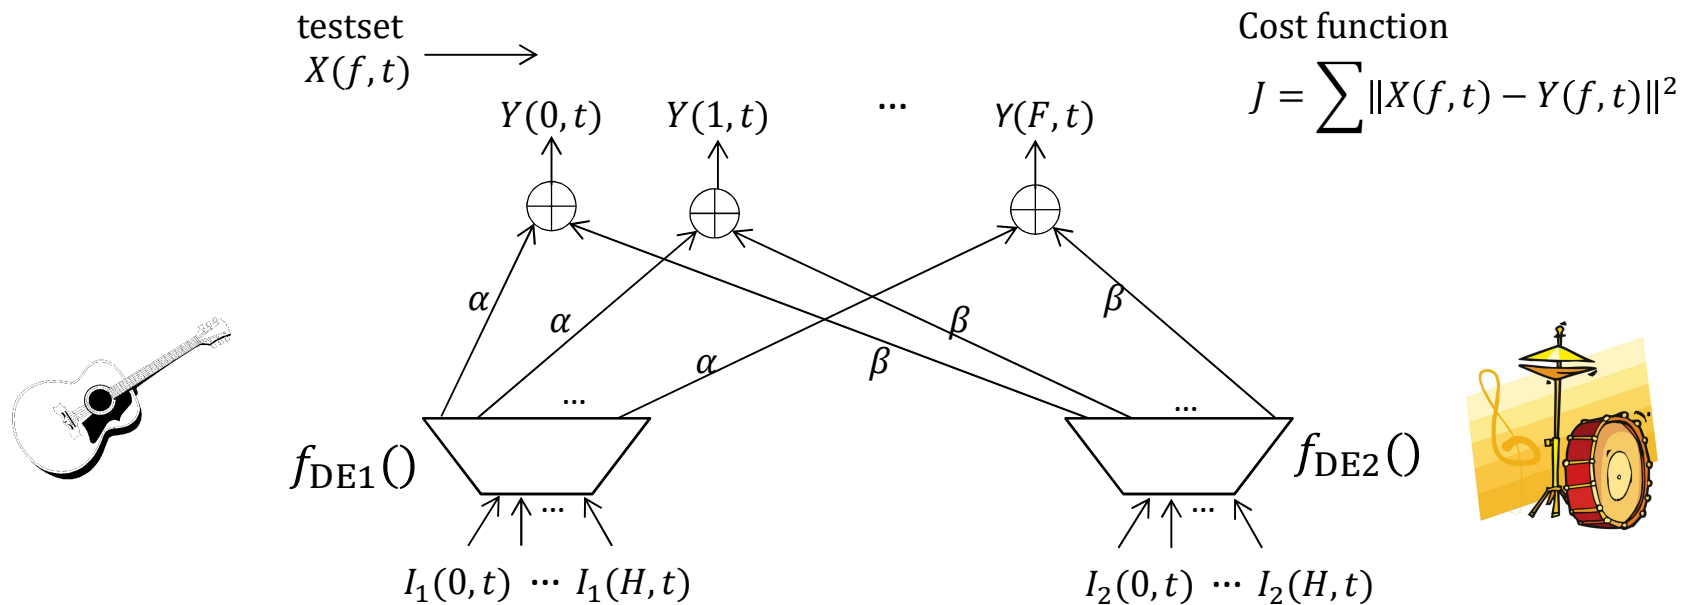 testset
X(f,t)
Cost function
J = ∑‖X(f,t) − Y(f,t)‖²
Y(0,t) Y(1,t) ... Y(F,t)
α α α β β β
... ...
f_DE1() f_DE2()
... ...
I₁(0,t) ... I₁(H,t) I₂(0,t) ... I₂(H,t)